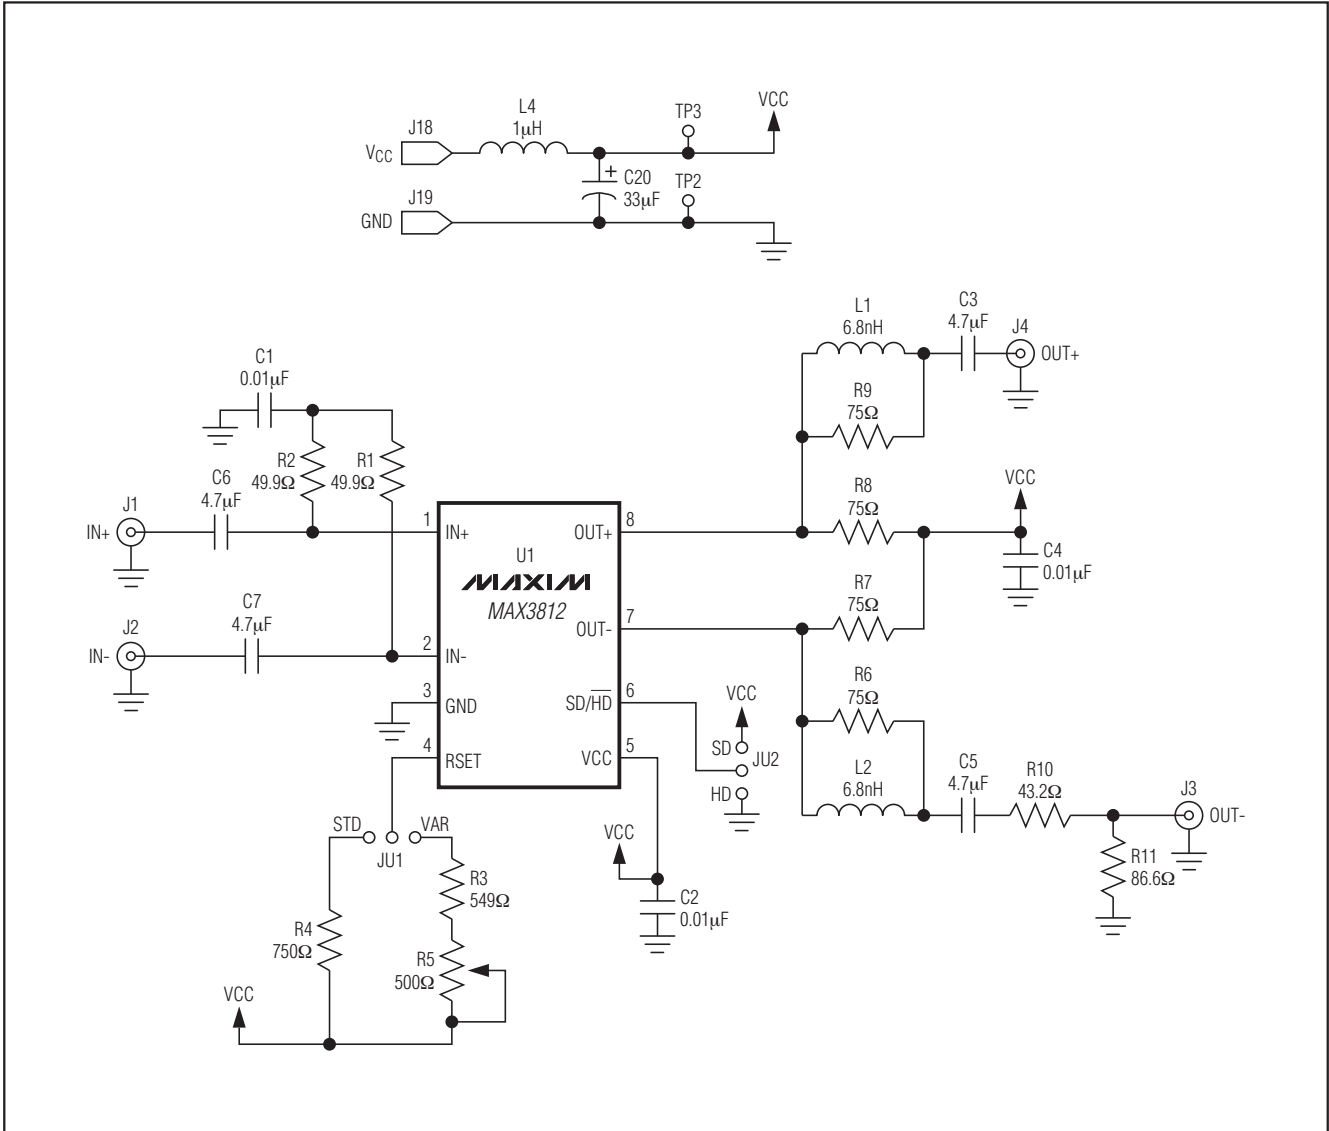 L4
1µH
TP3
VCC
J18
VCC
+
C20
33µF
TP2
J19
GND
L1
6.8nH
C3
4.7µF
J4
OUT+
C1
0.01µF
R9
75Ω
R2
49.9Ω
R1
49.9Ω
C6
4.7µF
J1
IN+
1
IN+
U1
MAXIM
MAX3812
OUT+
8
R8
75Ω
VCC
C4
0.01µF
R7
75Ω
C7
4.7µF
J2
IN-
2
IN-
OUT-
7
3
GND
SD/HD
6
R6
75Ω
VCC
SD
JU2
HD
4
RSET
VCC
5
L2
6.8nH
C5
4.7µF
R10
43.2Ω
J3
OUT-
STD
VAR
JU1
VCC
R11
86.6Ω
R3
549Ω
C2
0.01µF
R4
750Ω
R5
500Ω
VCC